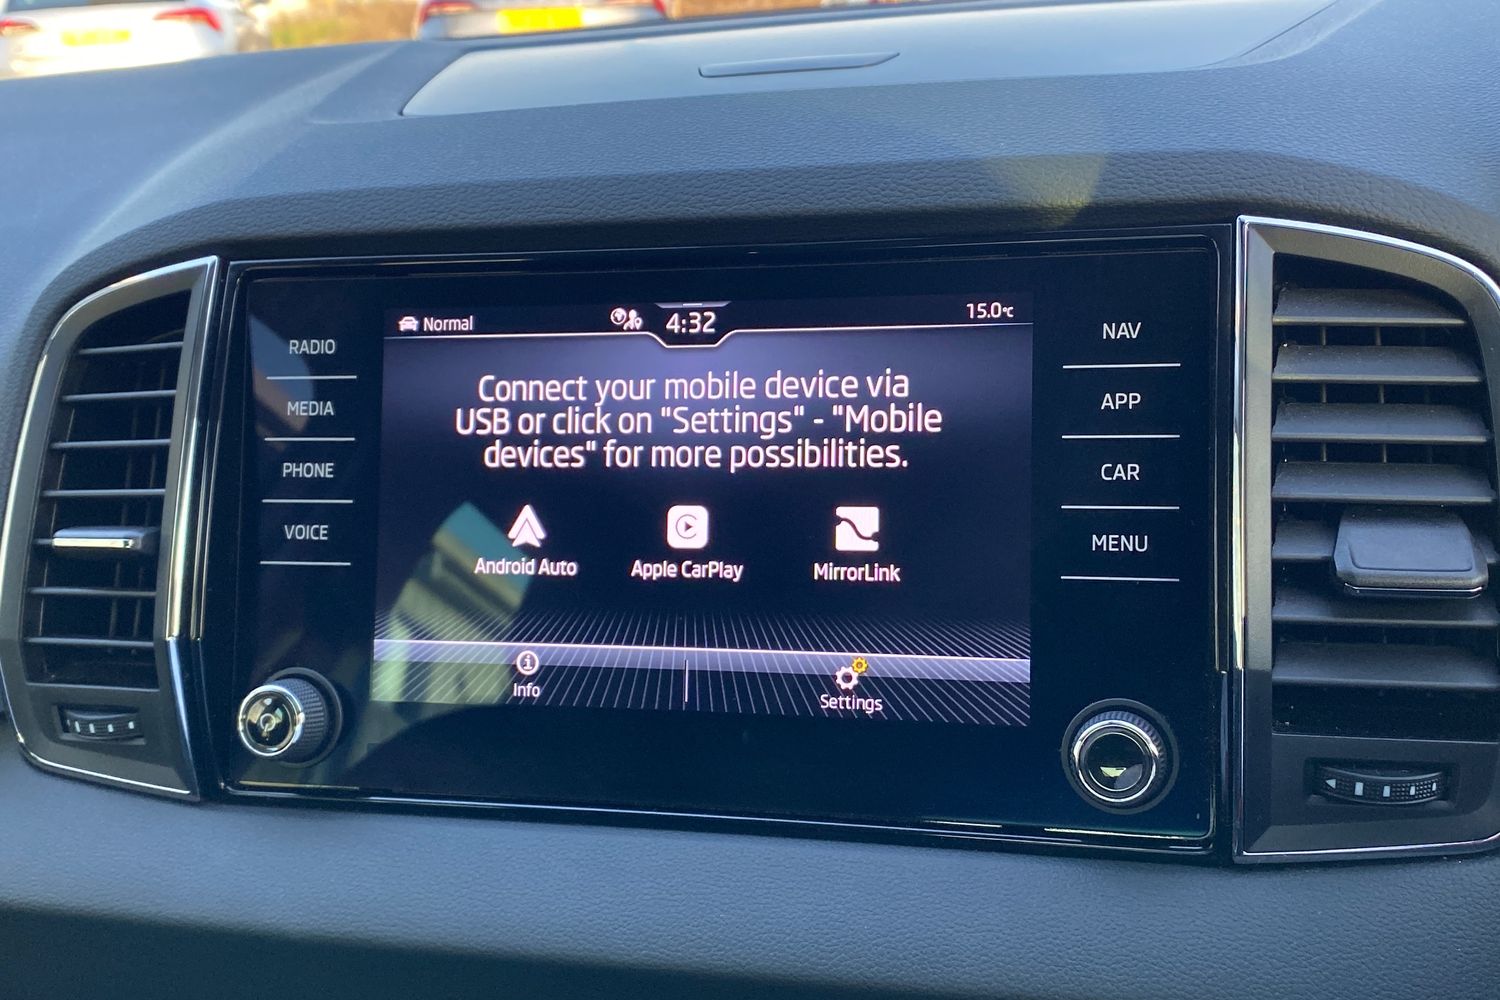 Normal
4:32
15.0°C
RADIO
MEDIA
PHONE
VOICE
Connect your mobile device via
USB or click on "Settings" - "Mobile
devices" for more possibilities.
Android Auto
Apple CarPlay
MirrorLink
Info
Settings
NAV
APP
CAR
MENU